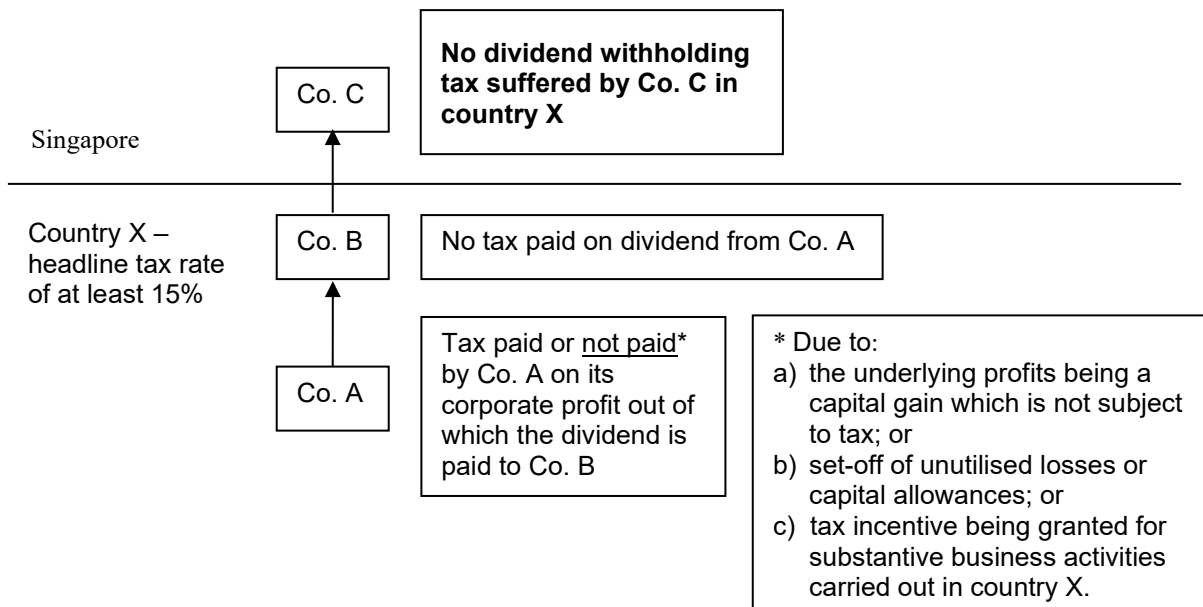 No dividend withholding
tax suffered by Co. C in
country X
Co. C
Singapore
Country X –
headline tax rate
of at least 15%
Co. B
No tax paid on dividend from Co. A
Co. A
Tax paid or not paid*
by Co. A on its
corporate profit out of
which the dividend is
paid to Co. B
* Due to:
a) the underlying profits being a
capital gain which is not subject
to tax; or
b) set-off of unutilised losses or
capital allowances; or
c) tax incentive being granted for
substantive business activities
carried out in country X.